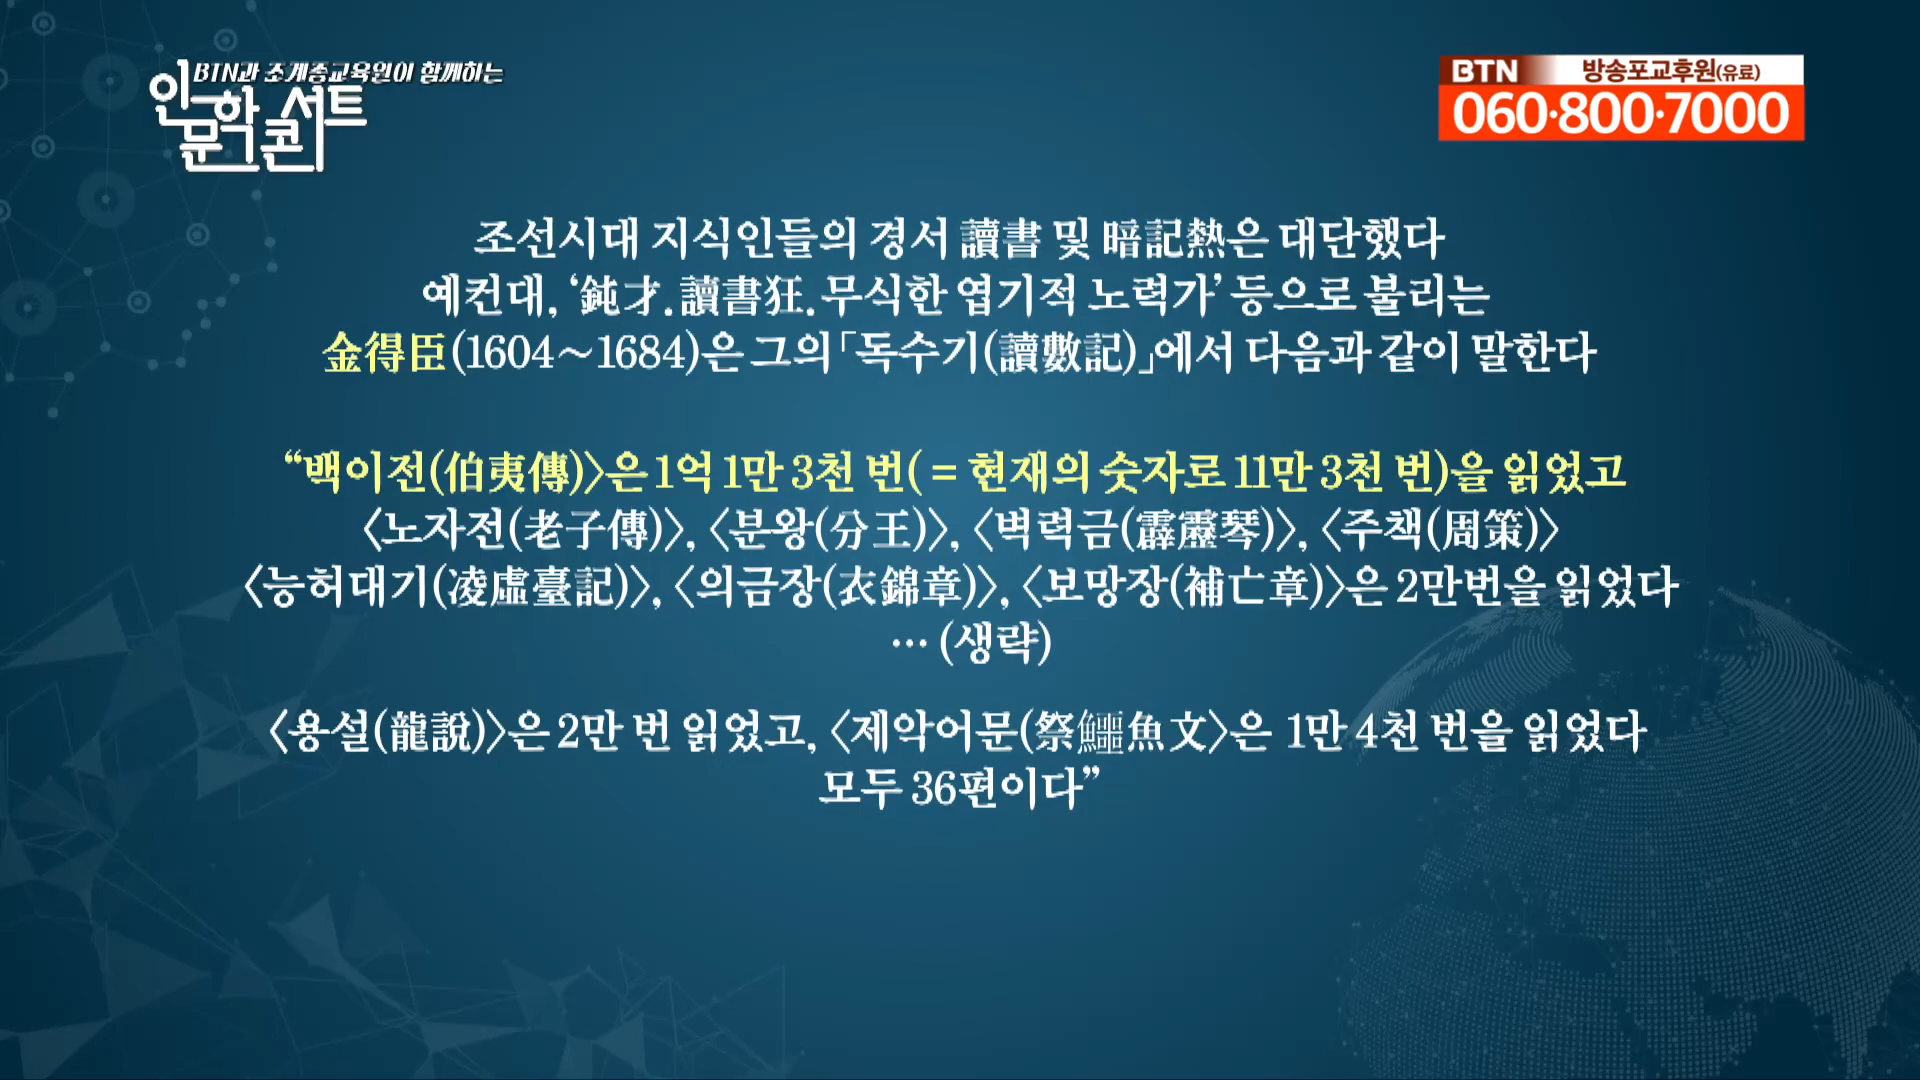 BTN과 조계종교육원이 함께하는
인문학 콘서트
BTN 방송포교후원(유료)
060·800·7000
조선시대 지식인들의 경서 讀書 및 暗記熱은 대단했다
예컨대, ‘鈍才.讀書狂.무식한 엽기적 노력가’ 등으로 불리는
金得臣(1604~1684)은 그의 「독수기(讀數記)」에서 다음과 같이 말한다
“백이전(伯夷傳)〉은 1억 1만 3천 번( = 현재의 숫자로 11만 3천 번)을 읽었고
〈노자전(老子傳)〉, 〈분왕(分王)〉, 〈벽력금(霹靂琴)〉, 〈주책(周策)〉
〈능허대기(凌虛臺記)〉, 〈의금장(衣錦章)〉, 〈보망장(補亡章)〉은 2만번을 읽었다
… (생략)
〈용설(龍說)〉은 2만 번 읽었고, 〈제악어문(祭鱷魚文〉은 1만 4천 번을 읽었다
모두 36편이다”